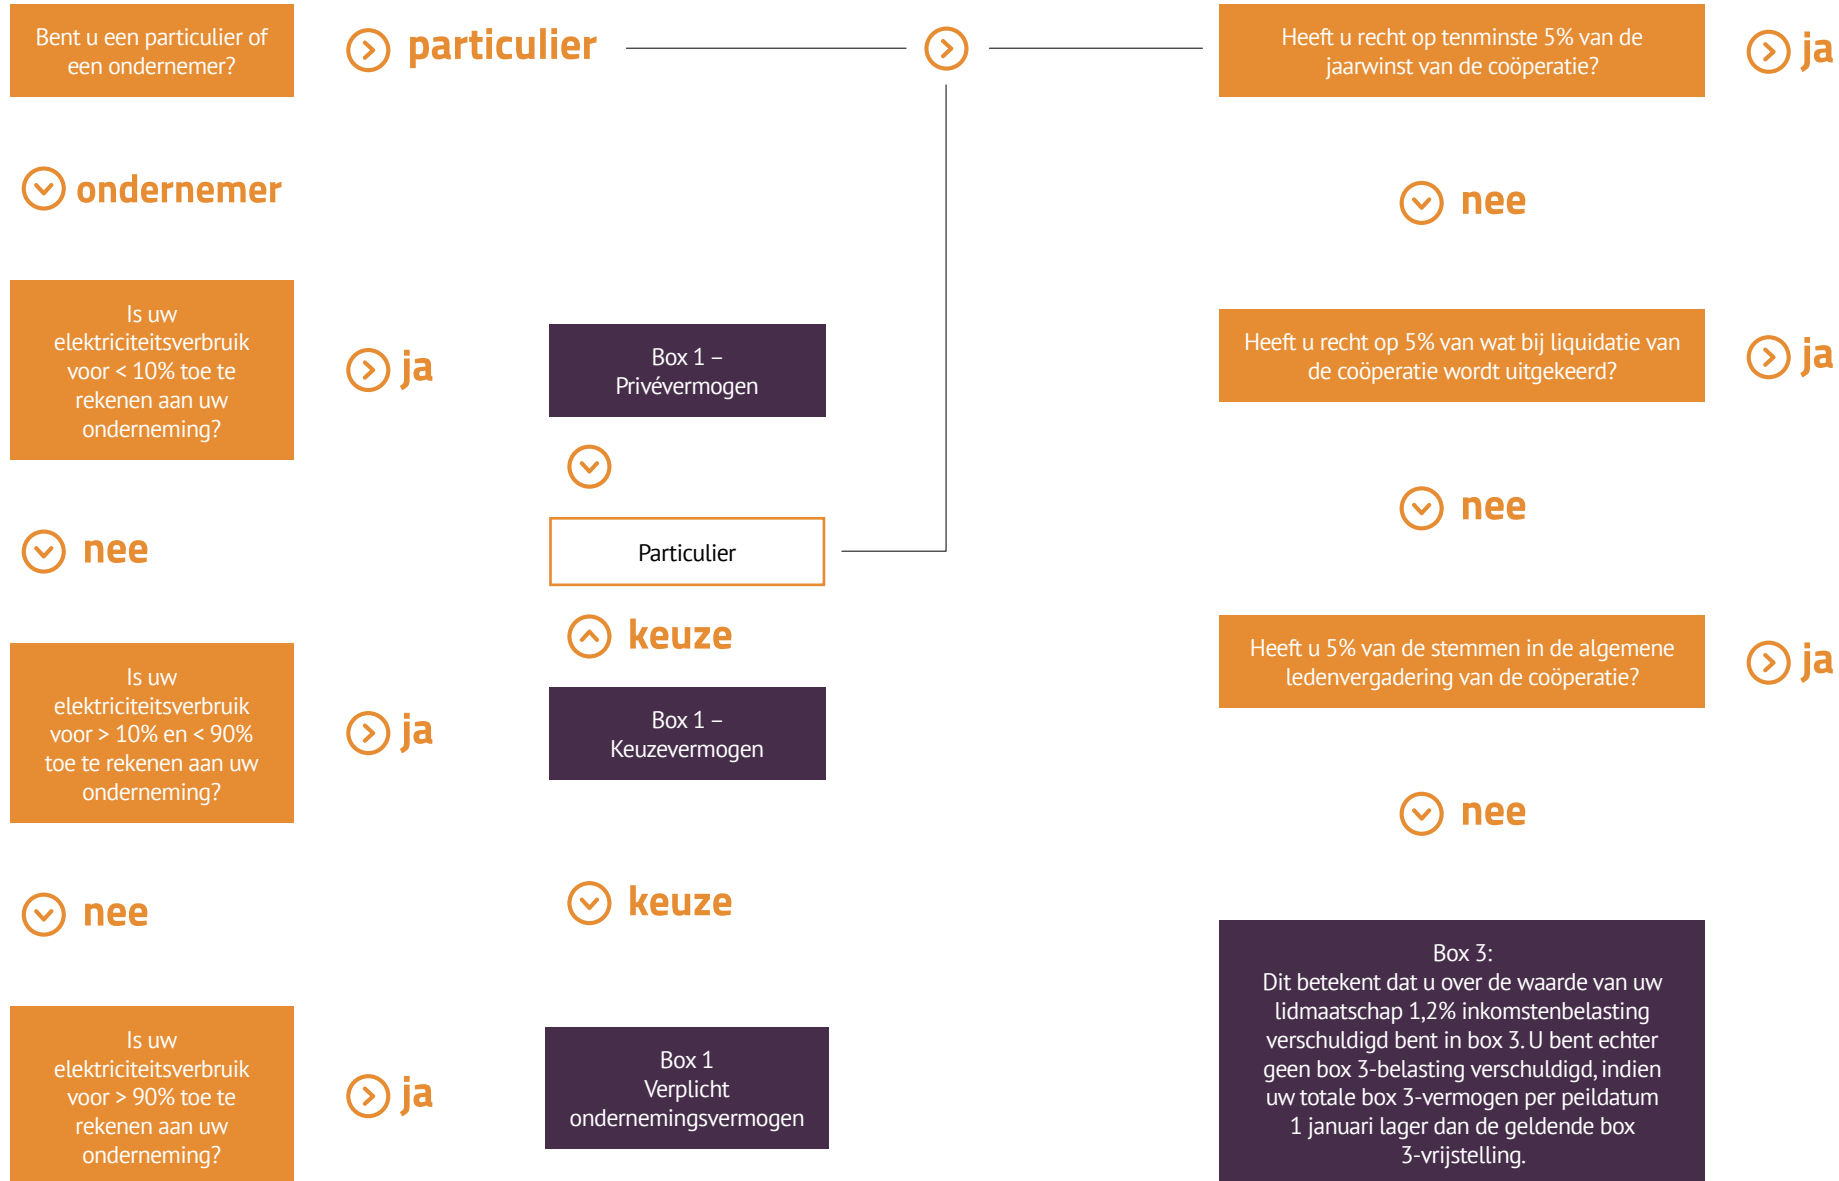 Bent u een particulier of
een ondernemer?
particulier
Heeft u recht op tenminste 5% van de
jaarwinst van de coöperatie?
ja
ondernemer
nee
Is uw
elektriciteitsverbruik
voor < 10% toe te
rekenen aan uw
onderneming?
ja
Box 1 –
Privévermogen
Heeft u recht op 5% van wat bij liquidatie van
de coöperatie wordt uitgekeerd?
ja
nee
Particulier
nee
keuze
Is uw
elektriciteitsverbruik
voor > 10% en < 90%
toe te rekenen aan uw
onderneming?
ja
Box 1 –
Keuzevermogen
Heeft u 5% van de stemmen in de algemene
ledenvergadering van de coöperatie?
ja
nee
nee
keuze
Is uw
elektriciteitsverbruik
voor > 90% toe te
rekenen aan uw
onderneming?
ja
Box 1
Verplicht
ondernemingsvermogen
Box 3:
Dit betekent dat u over de waarde van uw
lidmaatschap 1,2% inkomstenbelasting
verschuldigd bent in box 3. U bent echter
geen box 3-belasting verschuldigd, indien
uw totale box 3-vermogen per peildatum
1 januari lager dan de geldende box
3-vrijstelling.